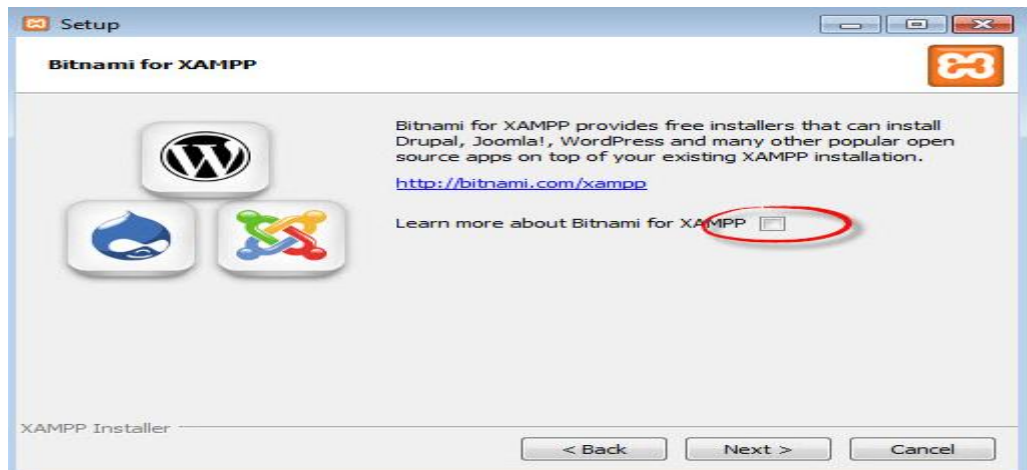 Setup
Bitnami for XAMPP
Bitnami for XAMPP provides free installers that can install
Drupal, Joomla!, WordPress and many other popular open
source apps on top of your existing XAMPP installation.
http://bitnami.com/xampp
Learn more about Bitnami for XAMPP
XAMPP Installer
< Back
Next >
Cancel